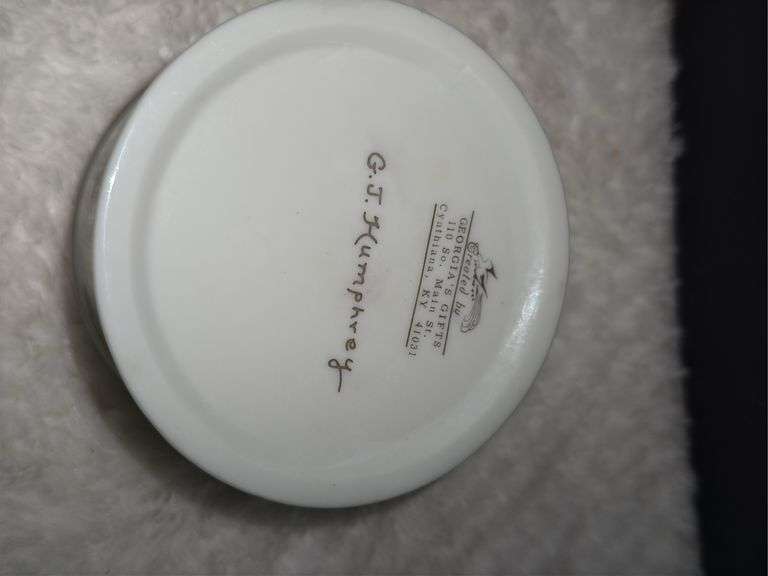 Created by
GEORGIA'S GIFTS
110 So. Main St.
Cynthiana, KY 41031
G.J. Humphrey